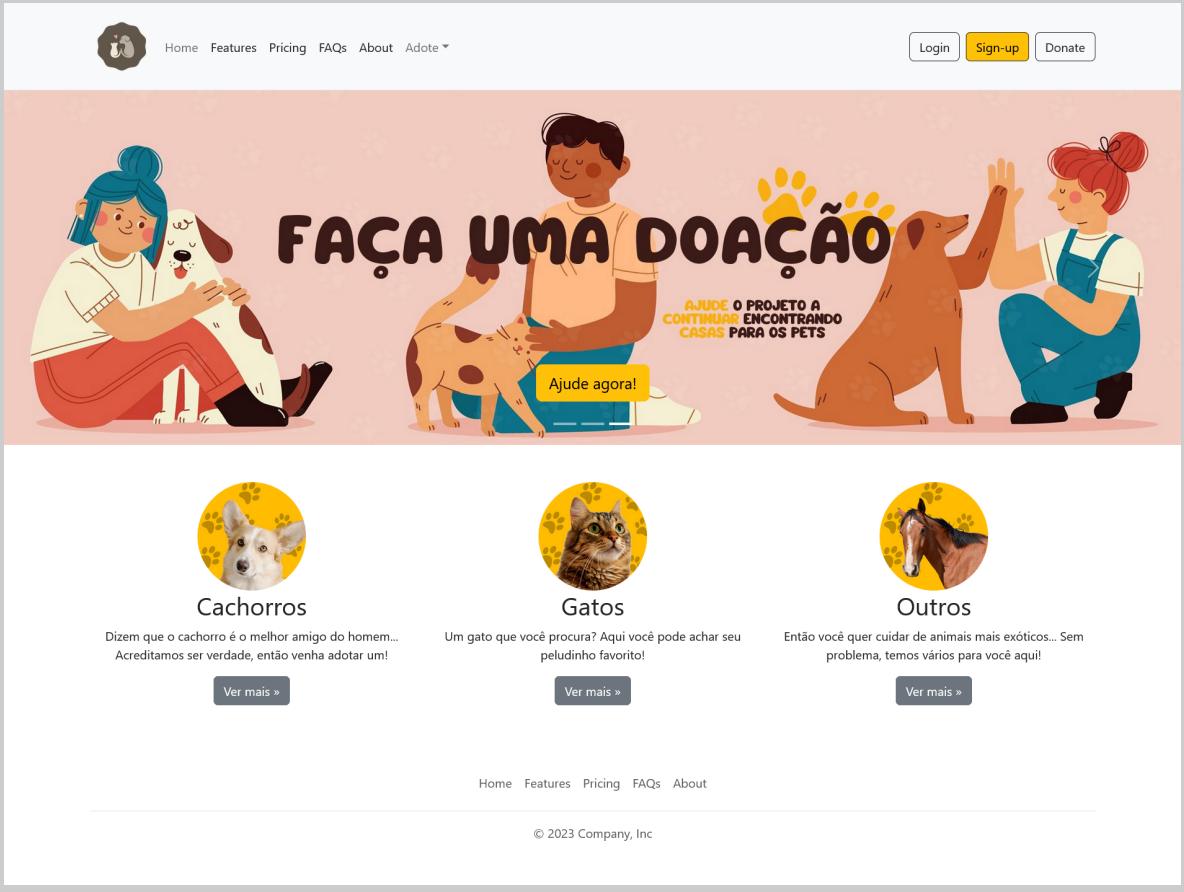 Home Features Pricing FAQs About Adote
Login Sign-up Donate
FAÇA UMA DOAÇÃO
AJUDE O PROJETO A
CONTINUAR ENCONTRANDO
CASAS PARA OS PETS
Ajude agora!
Cachorros
Dizem que o cachorro é o melhor amigo do homem...
Acreditamos ser verdade, então venha adotar um!
Ver mais »
Gatos
Um gato que você procura? Aqui você pode achar seu
peludinho favorito!
Ver mais »
Outros
Então você quer cuidar de animais mais exóticos... Sem
problema, temos vários para você aqui!
Ver mais »
Home Features Pricing FAQs About
© 2023 Company, Inc